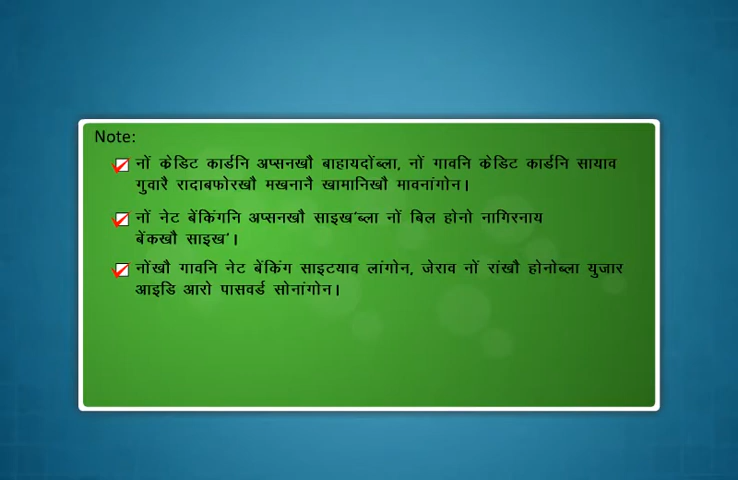 Note:
नों क्रेडिट कार्डनि अप्सनखौ बाहायदोंब्ला, नों गावनि क्रेडिट कार्डनि सायाव
गुवारै रादाबफोरखौ मखनानै खामानिखौ मावनांगोन।
नों नेट बेंकिंगनि अप्सनखौ साइख'ब्ला नों बिल होनो नागिरनाय
बेंकखौ साइख'।
नोंखौ गावनि नेट बेंकिंग साइटयाव लांगोन, जेराव नों रांखौ होनोब्ला युजार
आइडि आरो पासवर्ड सोनांगोन।